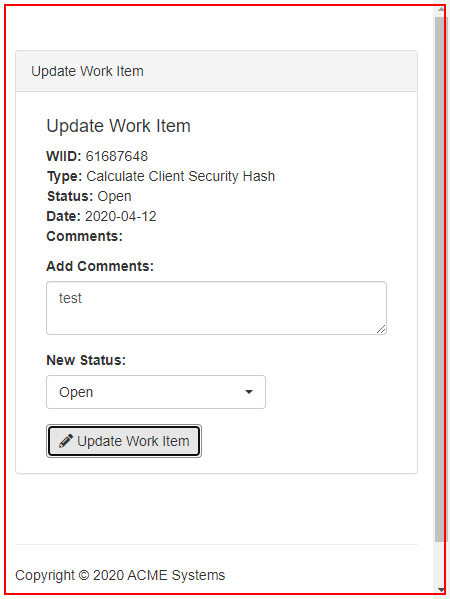 Update Work Item
Update Work Item
WIID: 61687648
Type: Calculate Client Security Hash
Status: Open
Date: 2020-04-12
Comments:
Add Comments:
test
New Status:
Open
Update Work Item
Copyright © 2020 ACME Systems